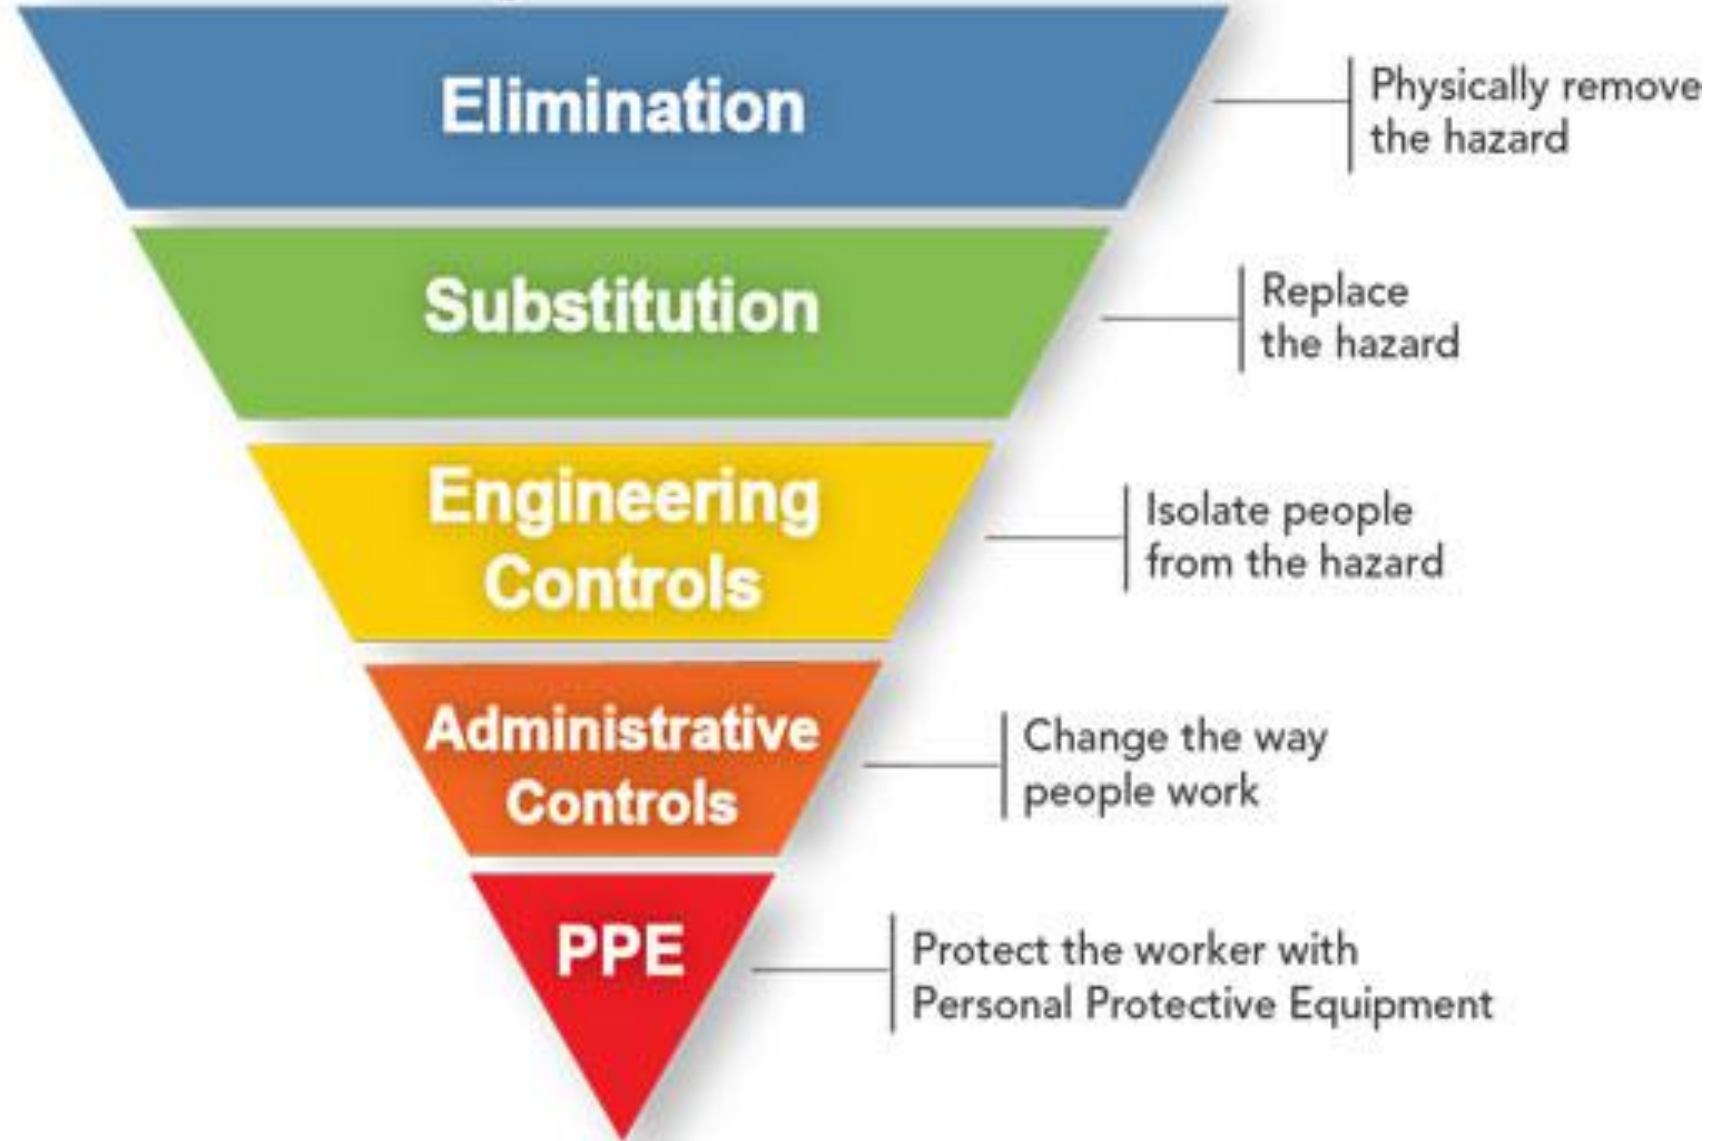 Elimination
Physically remove
the hazard
Substitution
Replace
the hazard
Engineering
Controls
Isolate people
from the hazard
Administrative
Controls
Change the way
people work
PPE
Protect the worker with
Personal Protective Equipment